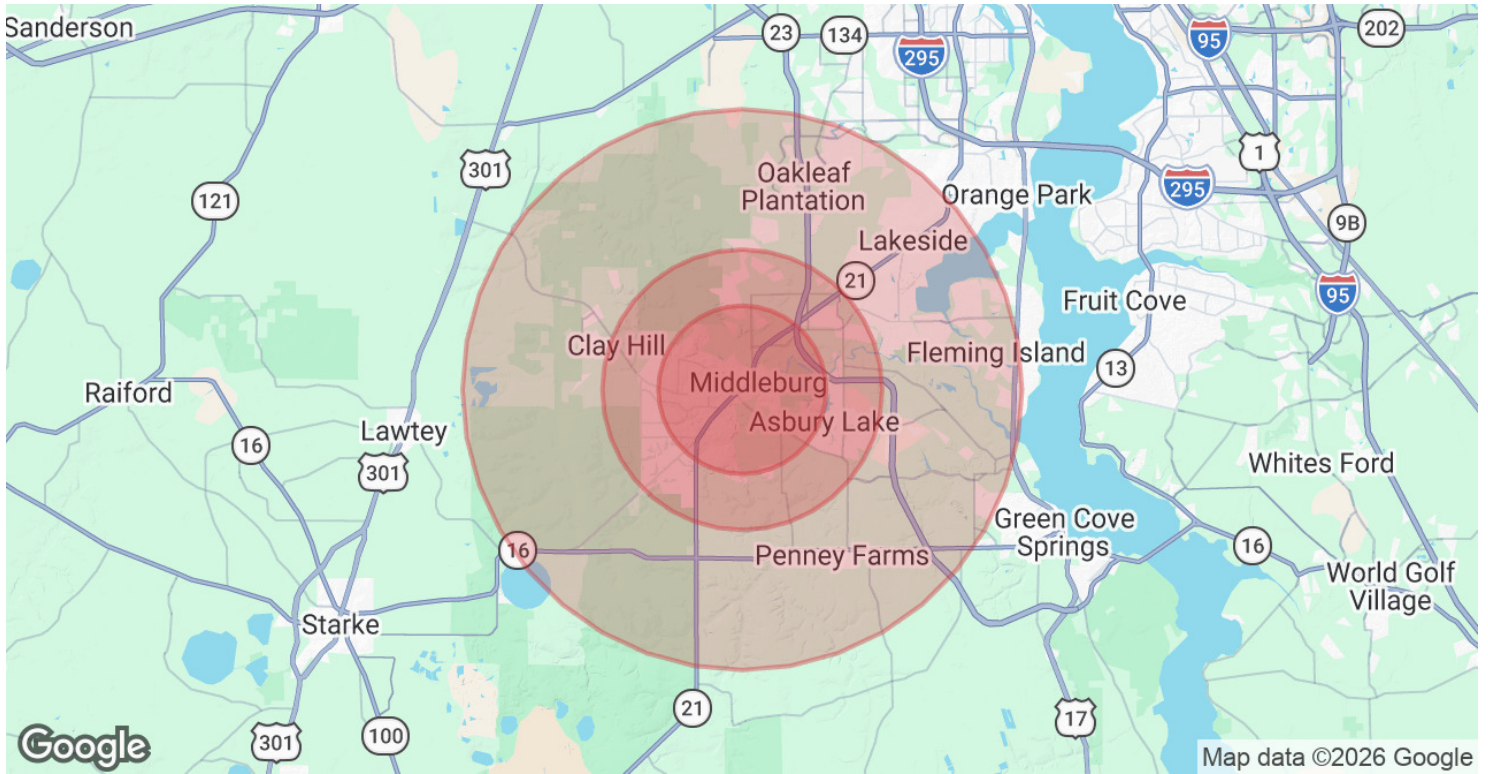 Sanderson
23
134
295
95
202
301
1
121
Oakleaf
Plantation
Orange Park
295
9B
Lakeside
21
Fruit Cove
95
Clay Hill
Fleming Island
13
Middleburg
Raiford
Asbury Lake
Lawtey
16
301
Whites Ford
Green Cove
Springs
16
Penney Farms
16
World Golf
Village
Starke
21
17
301
100
Google
Map data ©2026 Google